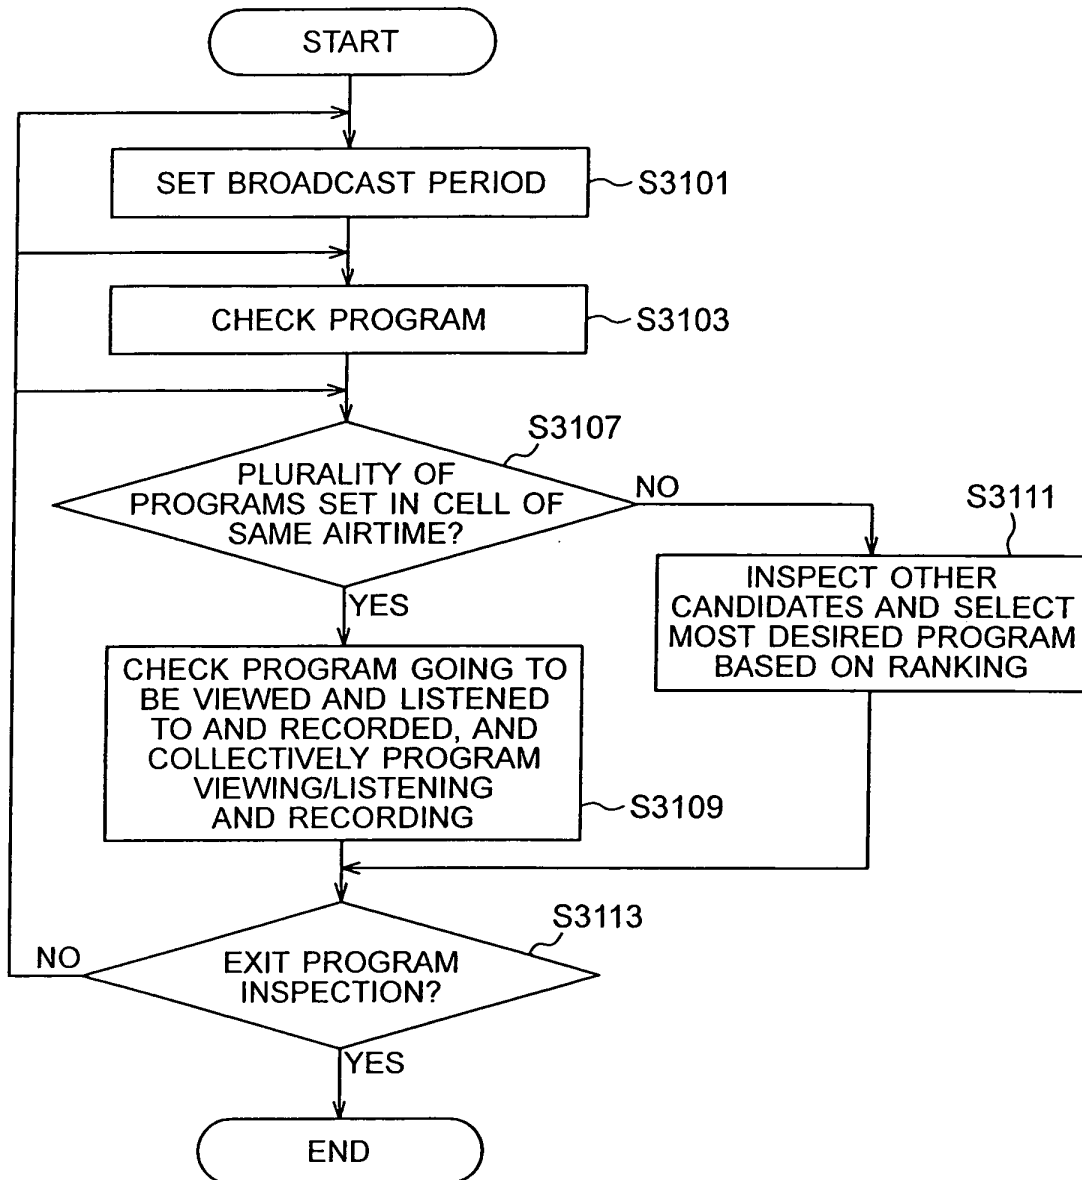 START
SET BROADCAST PERIOD
S3101
CHECK PROGRAM
S3103
S3107
PLURALITY OF
PROGRAMS SET IN CELL OF
SAME AIRTIME?
NO
S3111
INSPECT OTHER
CANDIDATES AND SELECT
MOST DESIRED PROGRAM
BASED ON RANKING
YES
CHECK PROGRAM GOING TO
BE VIEWED AND LISTENED
TO AND RECORDED, AND
COLLECTIVELY PROGRAM
VIEWING/LISTENING
AND RECORDING
S3109
S3113
NO
EXIT PROGRAM
INSPECTION?
YES
END